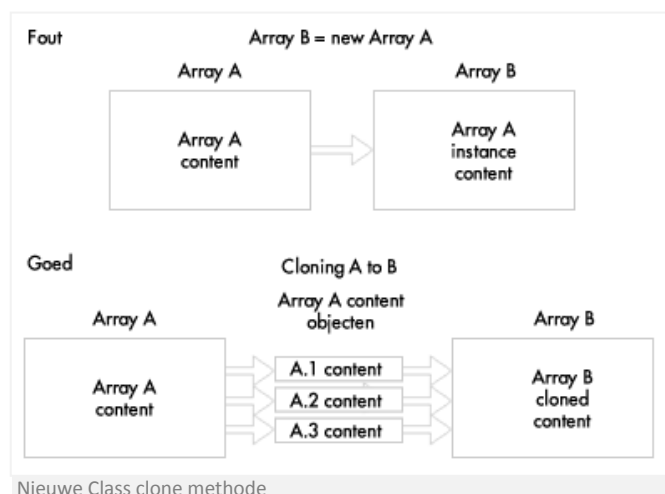 Fout
Array B = new Array A
Array A
Array B
Array A
content
Array A
instance
content
Goed
Cloning A to B
Array A content
objecten
Array A
Array B
Array A
content
A.1 content
A.2 content
A.3 content
Array B
cloned
content
Nieuwe Class clone methode